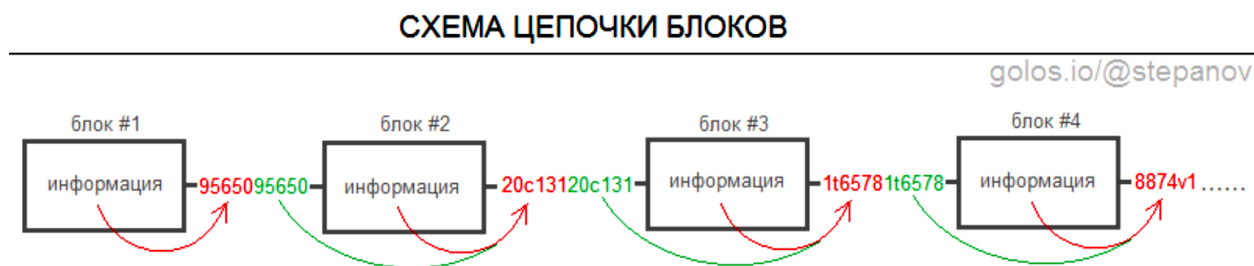 СХЕМА ЦЕПОЧКИ БЛОКОВ
golos.io/@stepanov
блок #1 блок #2 блок #3 блок #4
информация 95650 95650 информация 20c131 20c131 информация 1t6578 1t6578 информация 8874v1 ......